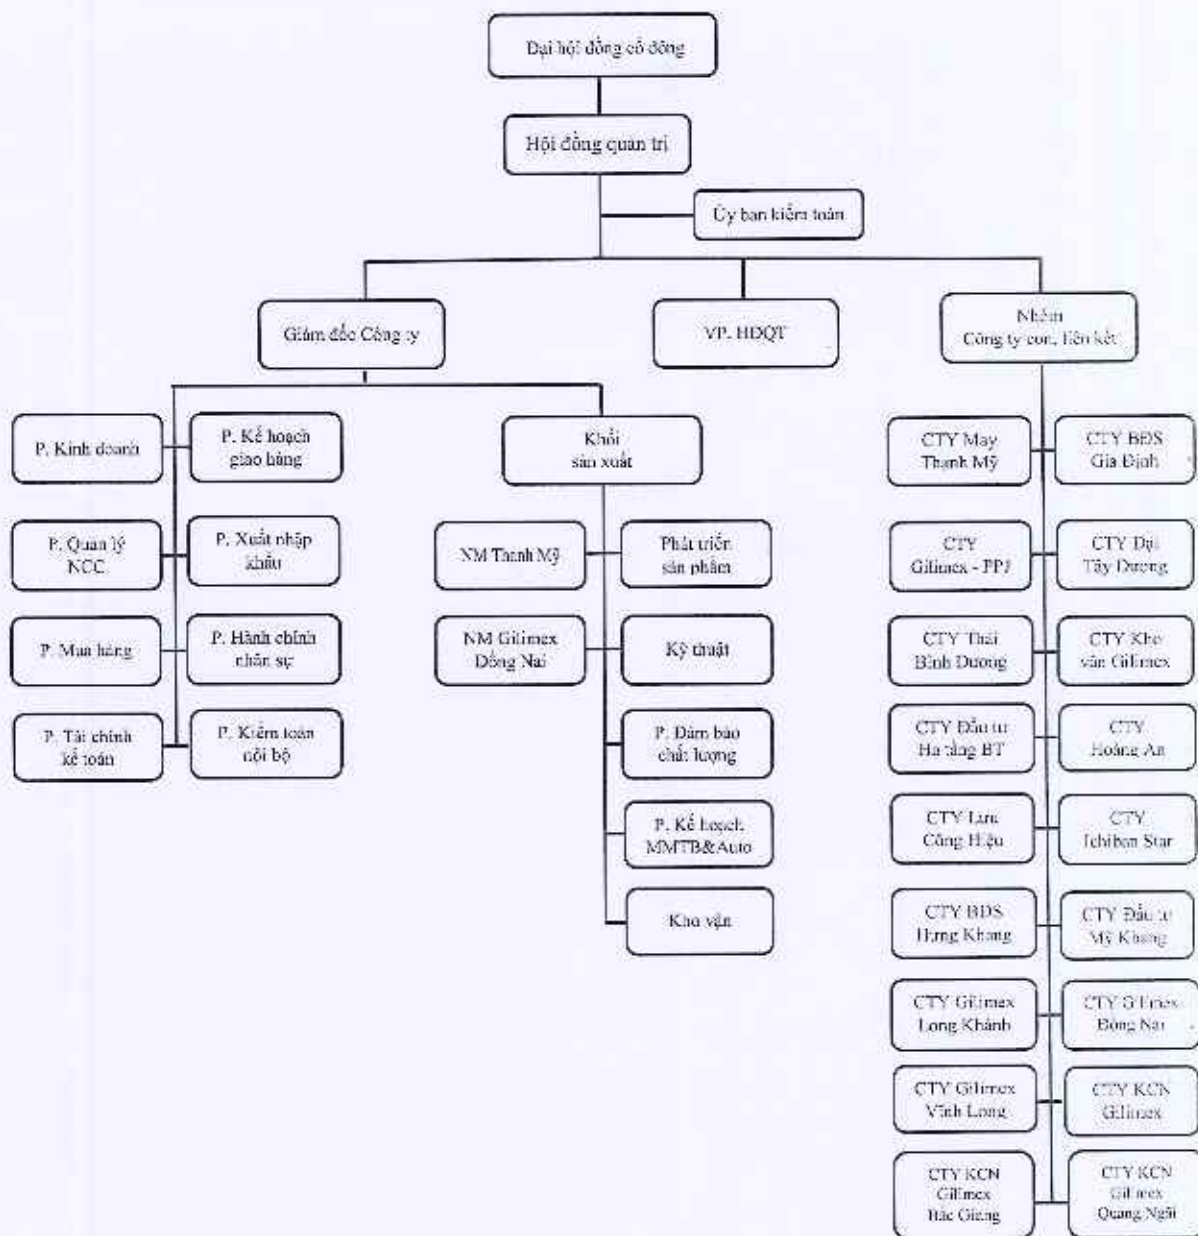 Đại hội đồng cổ đông
Hội đồng quản trị
Ủy ban kiểm toán
Giám đốc Công ty
VP. HĐQT
Nhóm
Công ty con, liên kết
P. Kinh doanh
P. Kế hoạch
giao hàng
P. Quản lý
NCC
P. Xuất nhập
khẩu
P. Mua hàng
P. Hành chính
nhân sự
P. Tài chính
kế toán
P. Kiểm toán
nội bộ
Khối
sản xuất
NM Thạnh Mỹ
Phát triển
sản phẩm
NM Gilimex
Đồng Nai
Kỹ thuật
P. Đảm bảo
chất lượng
P. Kế hoạch
MMTB&Auto
Kho vận
CTY May
Thạnh Mỹ
CTY BĐS
Gia Định
CTY
Gilimex - PPJ
CTY Đại
Tây Dương
CTY Thái
Bình Dương
CTY Kho
vận Gilimex
CTY Đầu tư
Hạ tầng BT
CTY
Hoàng An
CTY Lưu
Công Hiệu
CTY
Ichiban Star
CTY BĐS
Hưng Khang
CTY Đầu tư
Mỹ Khang
CTY Gilimex
Long Khánh
CTY Gilimex
Đồng Nai
CTY Gilimex
Vĩnh Long
CTY KCN
Gilimex
CTY KCN
Gilimex
Bắc Giang
CTY KCN
Gilimex
Quảng Ngãi